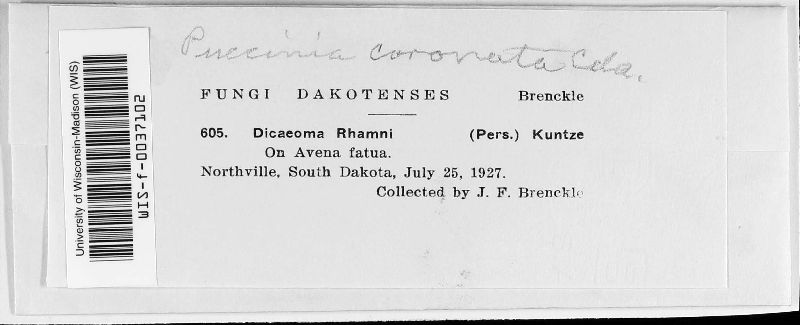 Puccinia coronata Cda.
FUNGI DAKOTENSES Brenckle
605. Dicaeoma Rhamni (Pers.) Kuntze
On Avena fatua.
Northville, South Dakota, July 25, 1927.
Collected by J. F. Brenckle
University of Wisconsin-Madison (WIS)
WIS-f-0037102